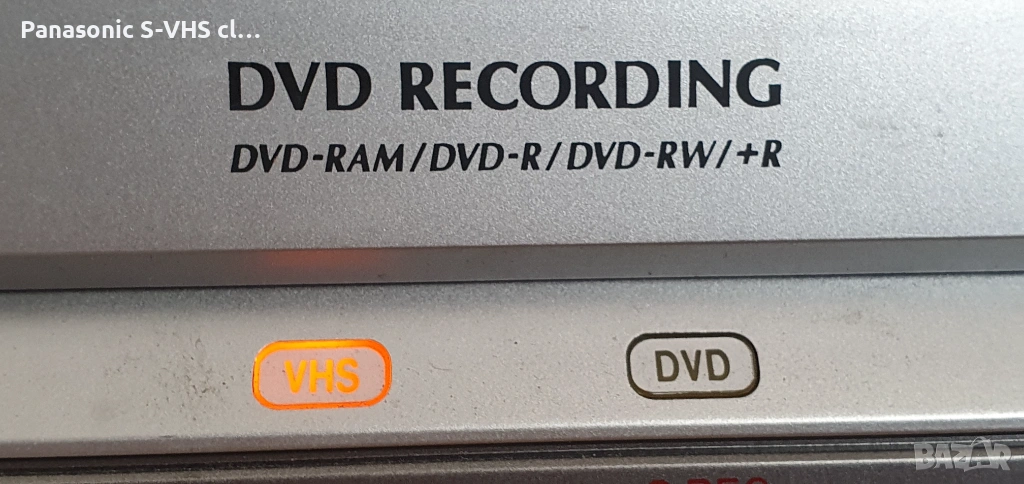 Panasonic S-VHS cl...
DVD RECORDING
DVD-RAM/DVD-R/DVD-RW/+R
VHS
DVD
BAZAR